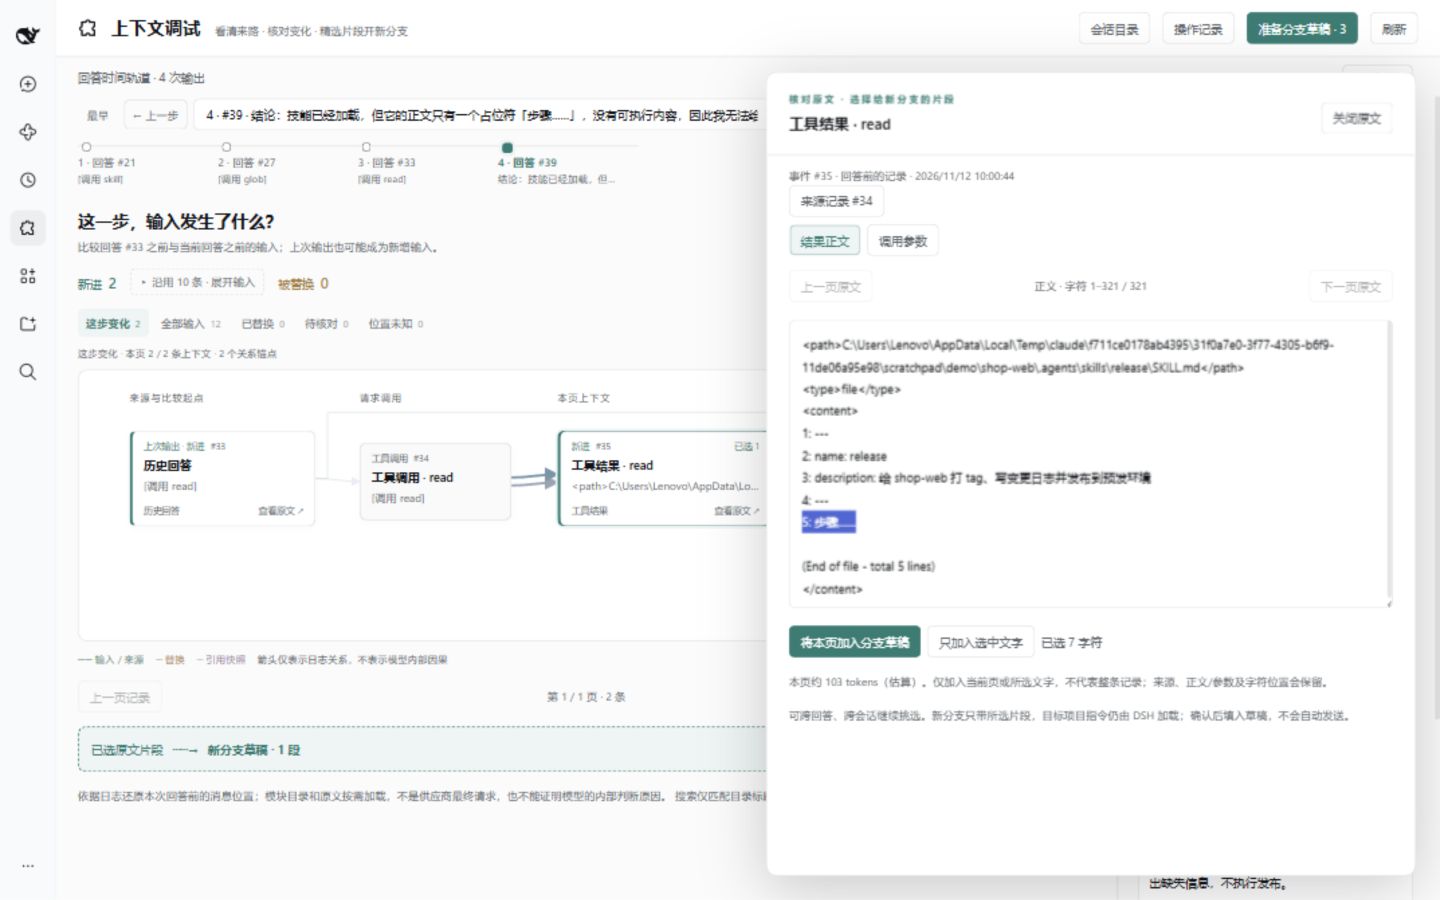 上下文调试 看清来路 · 核对变化 · 精选片段开新分支
会话目录 操作记录 准备分支草稿 · 3 刷新
回答时间轨道 · 4 次输出
最早 ← 上一步 4 · #39 · 结论：技能已经加载，但它的正文只有一个占位符「步骤……」，没有可执行内容，因此我无法给
1 · 回答 #21
[调用 skill]
2 · 回答 #27
[调用 glob]
3 · 回答 #33
[调用 read]
4 · 回答 #39
结论：技能已经加载，但...
这一步，输入发生了什么？
比较回答 #33 之前与当前回答之前的输入；上次输出也可能成为新增输入。
新进 2 ‣ 沿用 10 条 · 展开输入 被替换 0
这步变化 2 全部输入 12 已替换 0 待核对 0 位置未知 0
这步变化 · 本页 2 / 2 条上下文 · 2 个关系锚点
来源与比较起点 请求调用 本页上下文
上次输出 · 新进 #33
历史回答
[调用 read]
历史回答 查看原文 ↗
工具调用 #34
工具调用 · read
[调用 read]
新进 #35 已选 1
工具结果 · read
<path>C:\Users\Lenovo\AppData\Lo...
工具结果 查看原文 ↗
输入 / 来源 替换 引用快照 箭头仅表示日志关系，不表示模型内部因果
上一页记录 第 1 / 1 页 · 2 条
已选原文片段 新分支草稿 · 1 段
依据日志还原本次回答前的消息位置；模块目录和原文按需加载，不是供应商最终请求，也不能证明模型的内部判断原因。 搜索仅匹配目录标
核对原文 · 选择给新分支的片段
工具结果 · read
关闭原文
事件 #35 · 回答前的记录 · 2026/11/12 10:00:44
来源记录 #34
结果正文 调用参数
上一页原文 正文 · 字符 1–321 / 321 下一页原文
<path>C:\Users\Lenovo\AppData\Local\Temp\claude\f711ce0178ab4395\31f0a7e0-3f77-4305-b6f9-
11de06a95e98\scratchpad\demo\shop-web\.agents\skills\release\SKILL.md</path>
<type>file</type>
<content>
1: ---
2: name: release
3: description: 给 shop-web 打 tag、写变更日志并发布到预发环境
4: ---
5: 步骤……
(End of file - total 5 lines)
</content>
将本页加入分支草稿 只加入选中文字 已选 7 字符
本页约 103 tokens（估算）。仅加入当前页或所选文字，不代表整条记录；来源、正文/参数及字符位置会保留。
可跨回答、跨会话继续挑选。新分支只带所选片段，目标项目指令仍由 DSH 加载；确认后填入草稿，不会自动发送。
出缺失信息，不执行发布。